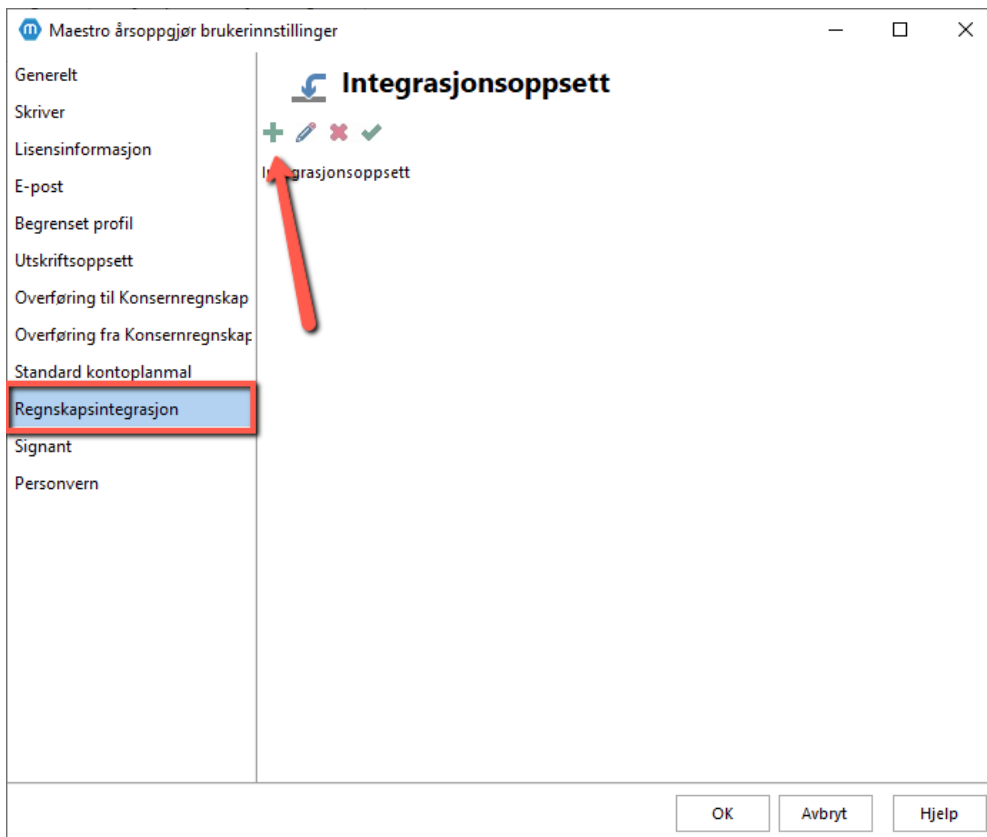 Maestro årsoppgjør brukerinnstillinger
Generelt
Skriver
Lisensinformasjon
E-post
Begrenset profil
Utskriftsoppsett
Overføring til Konsernregnskap
Overføring fra Konsernregnskap
Standard kontoplanmal
Regnskapsintegrasjon
Signant
Personvern
Integrasjonsoppsett
Integrasjonsoppsett
OK
Avbryt
Hjelp